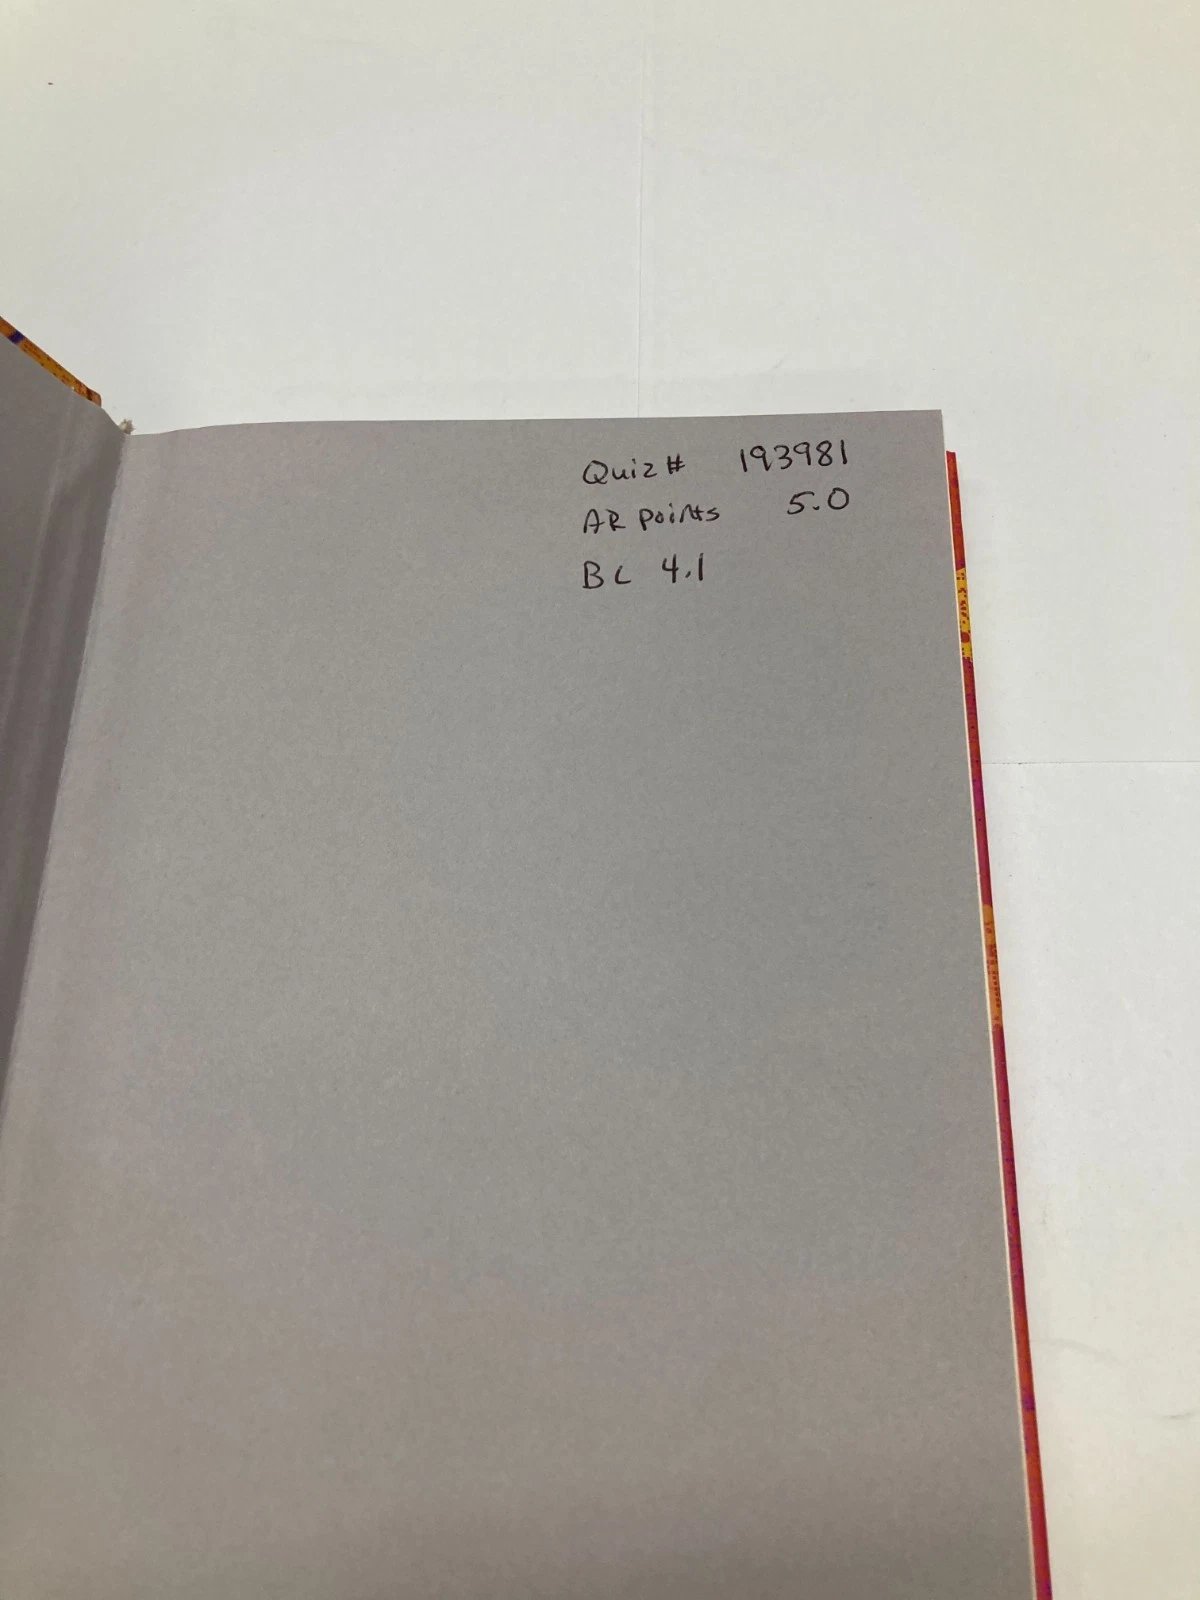 Quiz# 193981
AR Points 5.0
BL 4.1